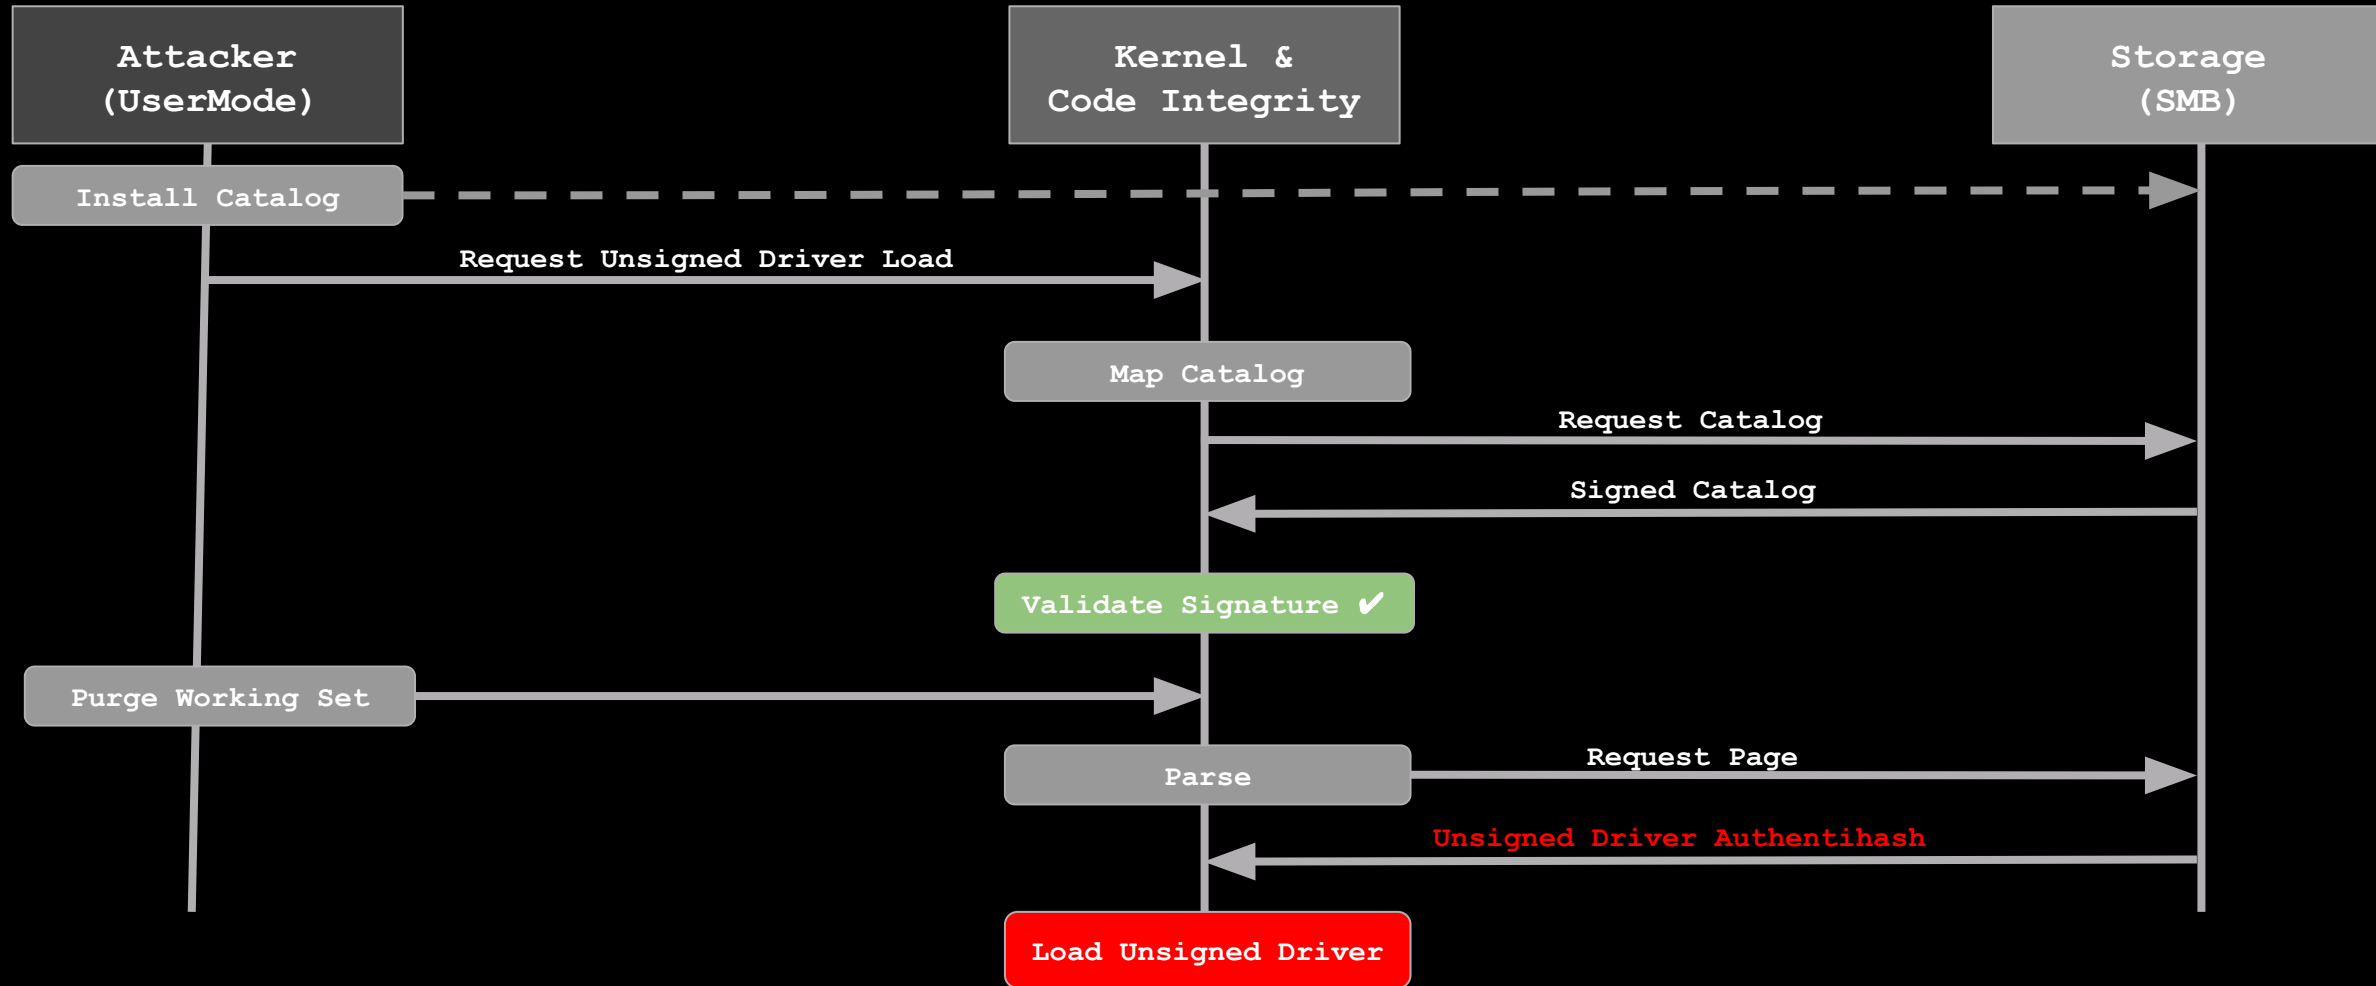 Attacker
(UserMode)
Kernel &
Code Integrity
Storage
(SMB)
Install Catalog
Request Unsigned Driver Load
Map Catalog
Request Catalog
Signed Catalog
Validate Signature ✔
Purge Working Set
Request Page
Parse
Unsigned Driver Authentihash
Load Unsigned Driver